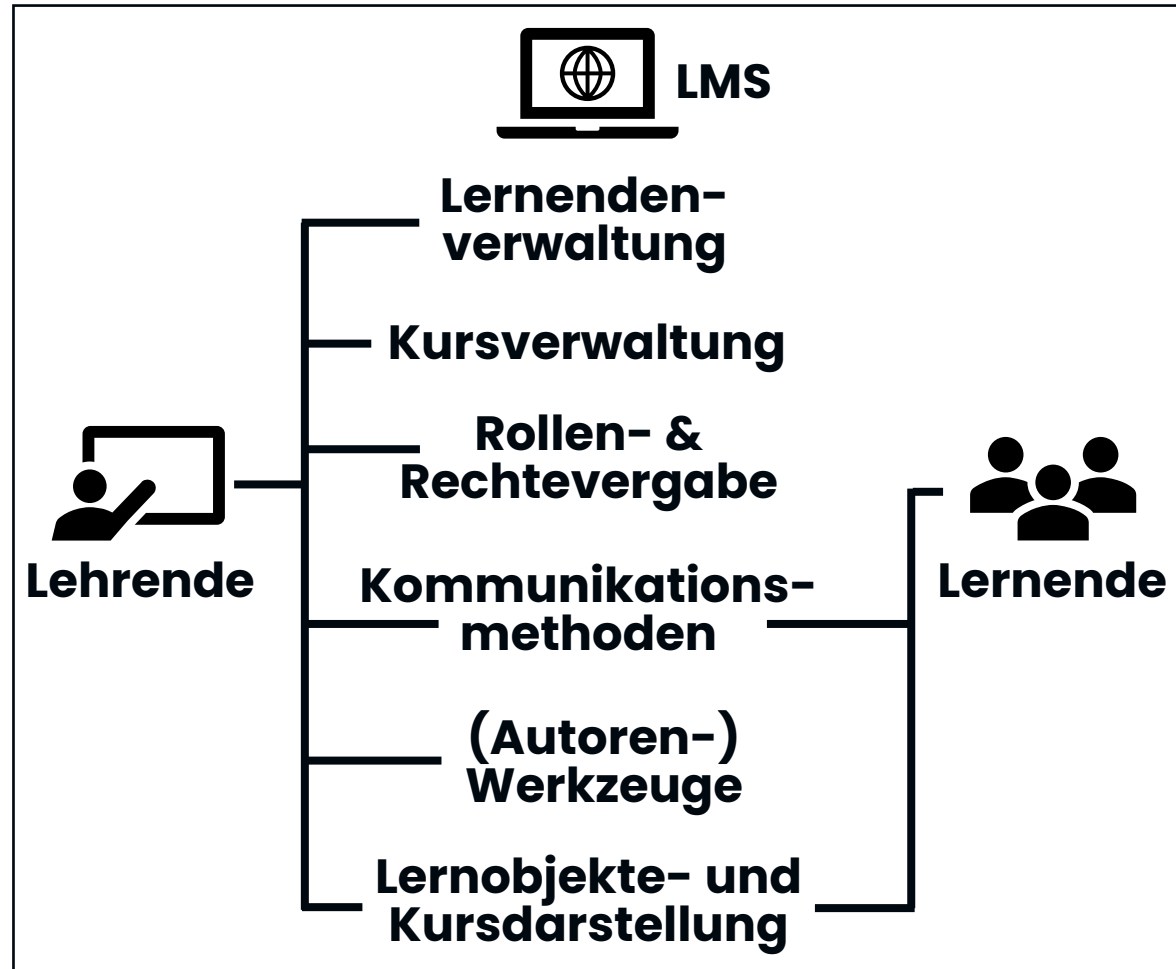 LMS
Lernenden-
verwaltung
Kursverwaltung
Rollen- &
Rechtevergabe
Lehrende
Kommunikations-
methoden
Lernende
(Autoren-)
Werkzeuge
Lernobjekte- und
Kursdarstellung